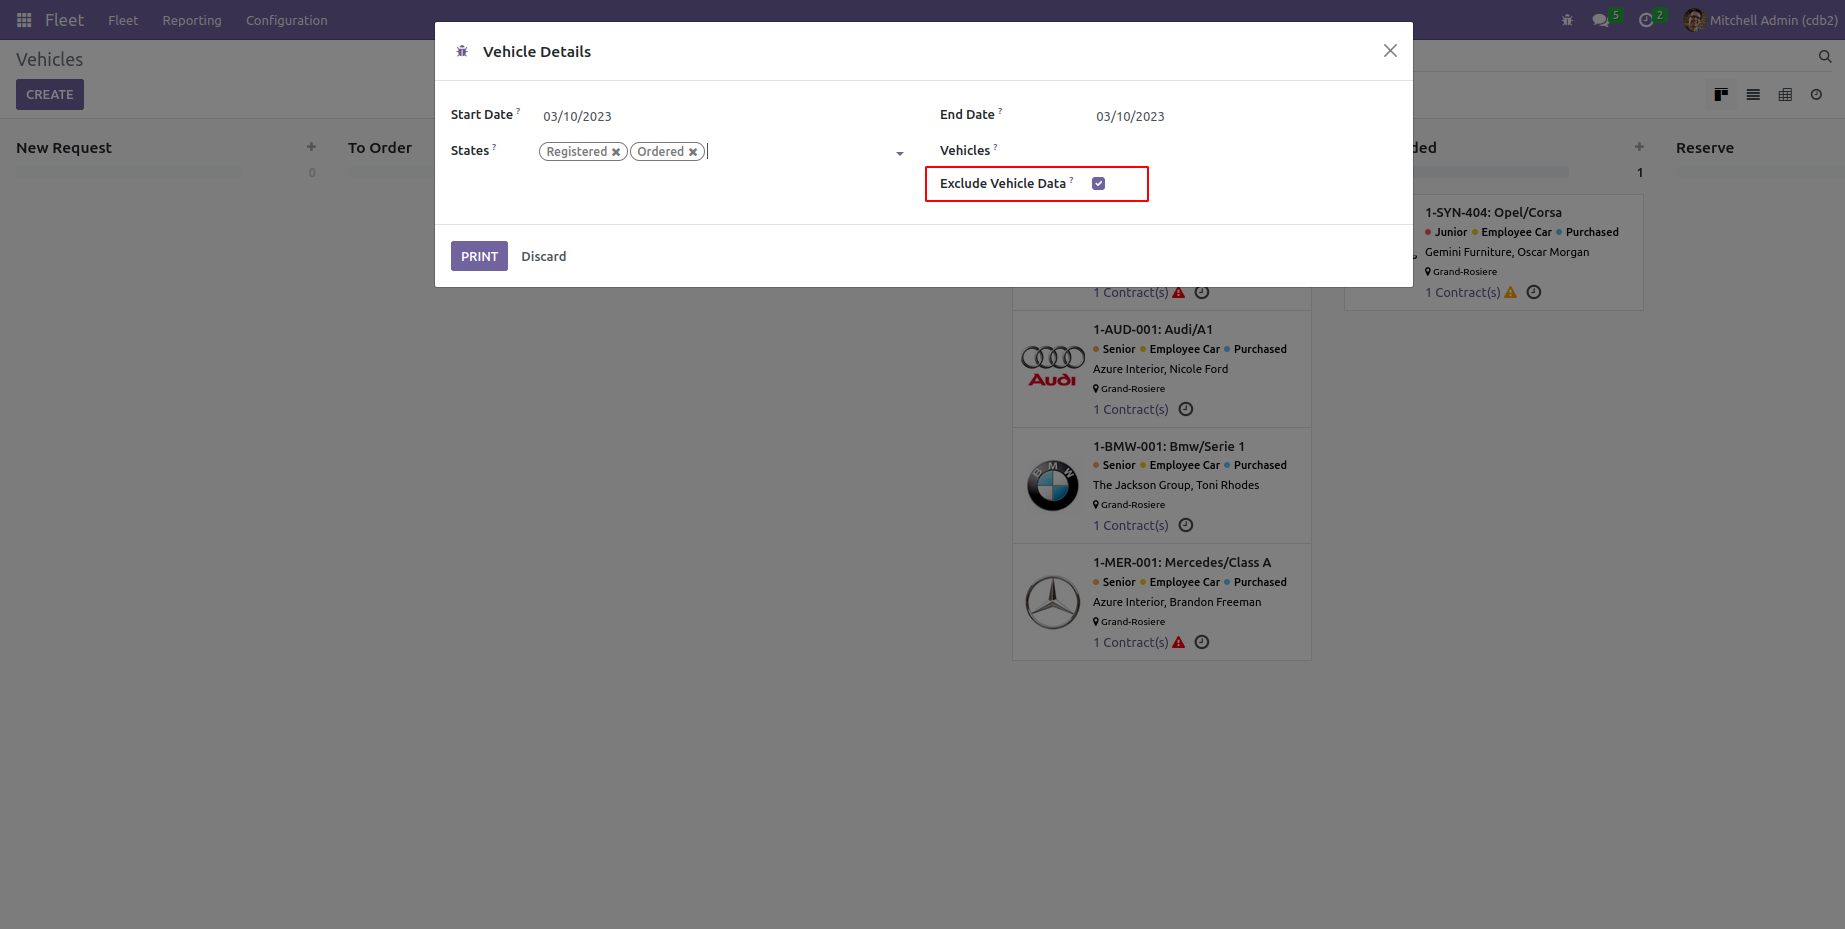 Fleet Fleet Reporting Configuration 5 2 Mitchell Admin (cdb2)
Vehicles
CREATE
Vehicle Details
Start Date ? 03/10/2023 End Date ? 03/10/2023
States ? Registered Ordered Vehicles ?
Exclude Vehicle Data ?
PRINT Discard
New Request
0
To Order
1 Contract(s)
1-AUD-001: Audi/A1
Senior Employee Car Purchased
Azure Interior, Nicole Ford
Grand-Rosiere
1 Contract(s)
Audi
1-BMW-001: Bmw/Serie 1
Senior Employee Car Purchased
The Jackson Group, Toni Rhodes
Grand-Rosiere
1 Contract(s)
BMW
1-MER-001: Mercedes/Class A
Senior Employee Car Purchased
Azure Interior, Brandon Freeman
Grand-Rosiere
1 Contract(s)
ded
1
1-SYN-404: Opel/Corsa
Junior Employee Car Purchased
Gemini Furniture, Oscar Morgan
Grand-Rosiere
1 Contract(s)
Reserve